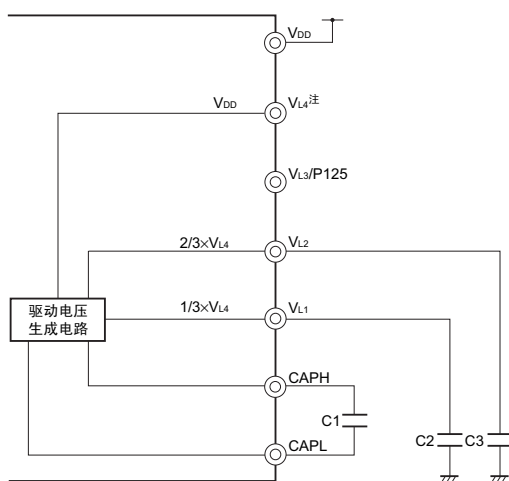 VDD
VDD
VL4注
VL3/P125
2/3×VL4
VL2
驱动电压
生成电路
1/3×VL4
VL1
CAPH
C1
C2
C3
CAPL